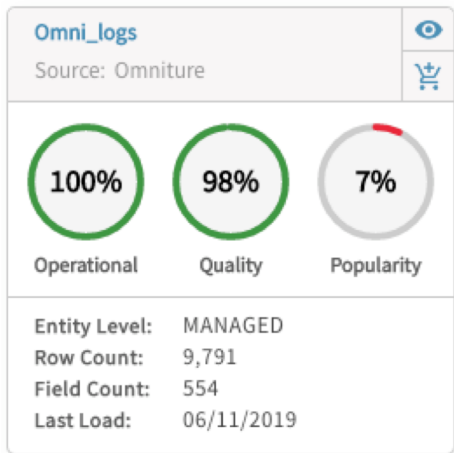 Omni_logs
Source: Omniture
100% 98% 7%
Operational Quality Popularity
Entity Level: MANAGED
Row Count: 9,791
Field Count: 554
Last Load: 06/11/2019